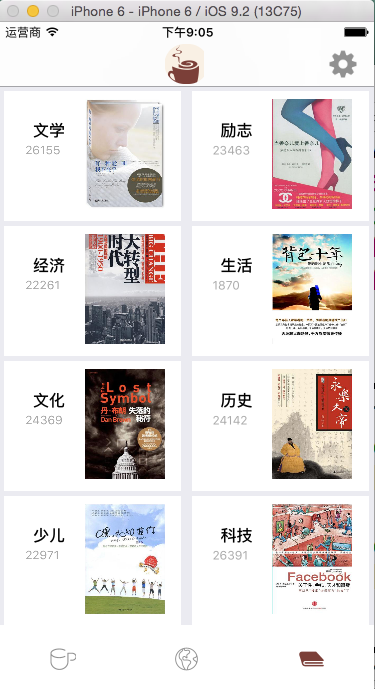 iPhone 6 - iPhone 6 / iOS 9.2 (13C75)
运营商
下午9:05
文学
26155
励志
23463
经济
22261
时代
大转型
THE
BIG CHANGE
生活
1870
背包十年
文化
24369
Lost
Symbol
丹·布朗
Dan Brown
失落的
秘符
历史
24142
永乐
大帝
少儿
22971
科技
26391
Facebook